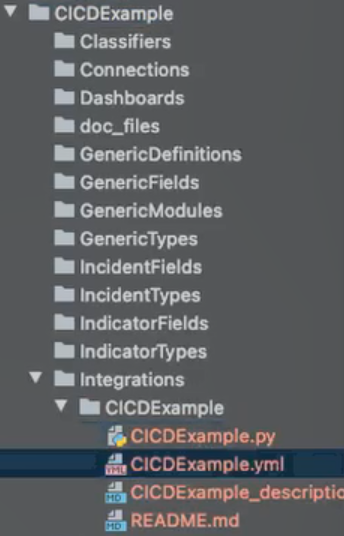 CICDExample
Classifiers
Connections
Dashboards
doc_files
GenericDefinitions
GenericFields
GenericModules
GenericTypes
IncidentFields
IncidentTypes
IndicatorFields
IndicatorTypes
Integrations
CICDExample
CICDExample.py
YML CICDExample.yml
MD CICDExample_descriptio
MD README.md